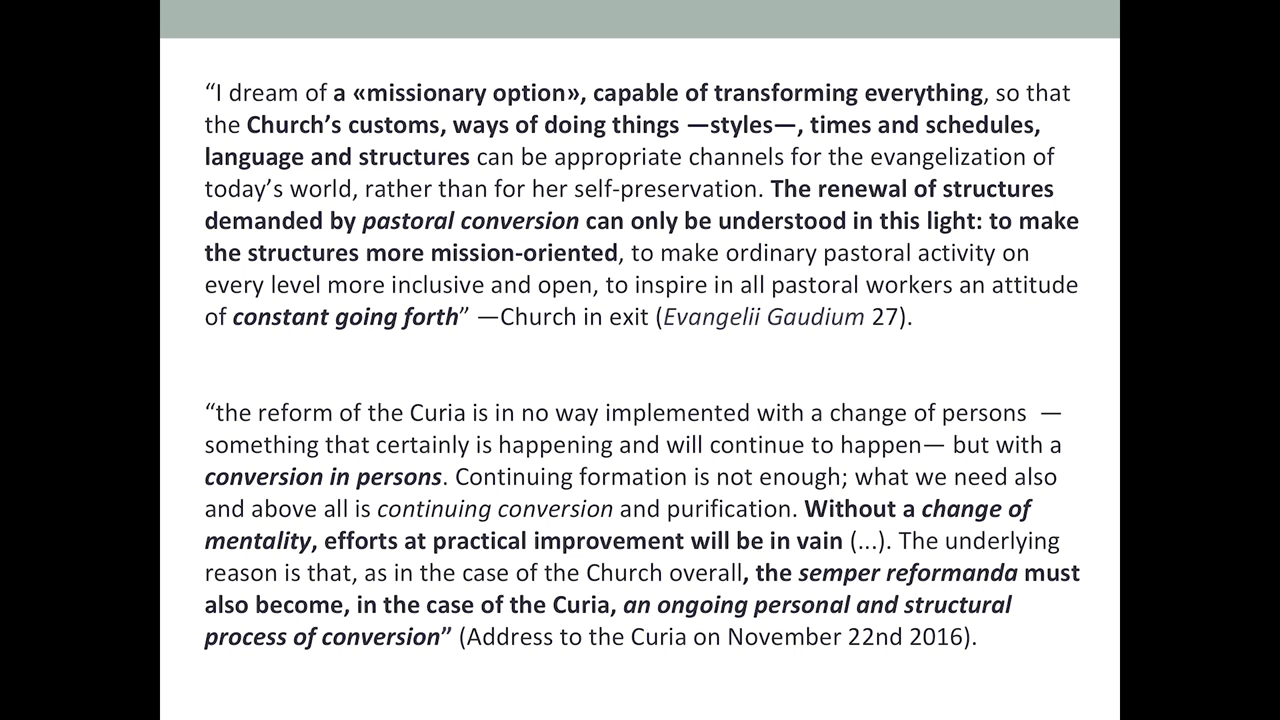 “I dream of a «missionary option», capable of transforming everything, so that
the Church’s customs, ways of doing things —styles—, times and schedules,
language and structures can be appropriate channels for the evangelization of
today’s world, rather than for her self-preservation. The renewal of structures
demanded by pastoral conversion can only be understood in this light: to make
the structures more mission-oriented, to make ordinary pastoral activity on
every level more inclusive and open, to inspire in all pastoral workers an attitude
of constant going forth” —Church in exit (Evangelii Gaudium 27).
“the reform of the Curia is in no way implemented with a change of persons —
something that certainly is happening and will continue to happen— but with a
conversion in persons. Continuing formation is not enough; what we need also
and above all is continuing conversion and purification. Without a change of
mentality, efforts at practical improvement will be in vain (...). The underlying
reason is that, as in the case of the Church overall, the semper reformanda must
also become, in the case of the Curia, an ongoing personal and structural
process of conversion” (Address to the Curia on November 22nd 2016).